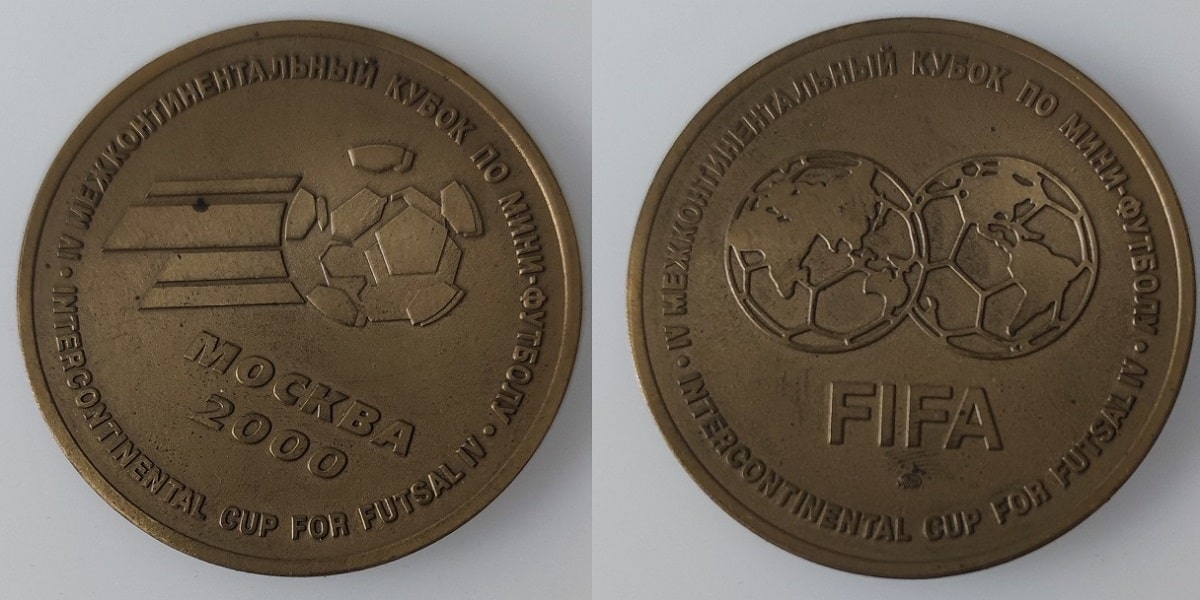 IV МЕЖКОНТИНЕНТАЛЬНЫЙ КУБОК ПО МИНИ-ФУТБОЛУ •
INTERCONTINENTAL CUP FOR FUTSAL IV •
МОСКВА
2000
IV МЕЖКОНТИНЕНТАЛЬНЫЙ КУБОК ПО МИНИ-ФУТБОЛУ •
INTERCONTINENTAL CUP FOR FUTSAL IV •
FIFA